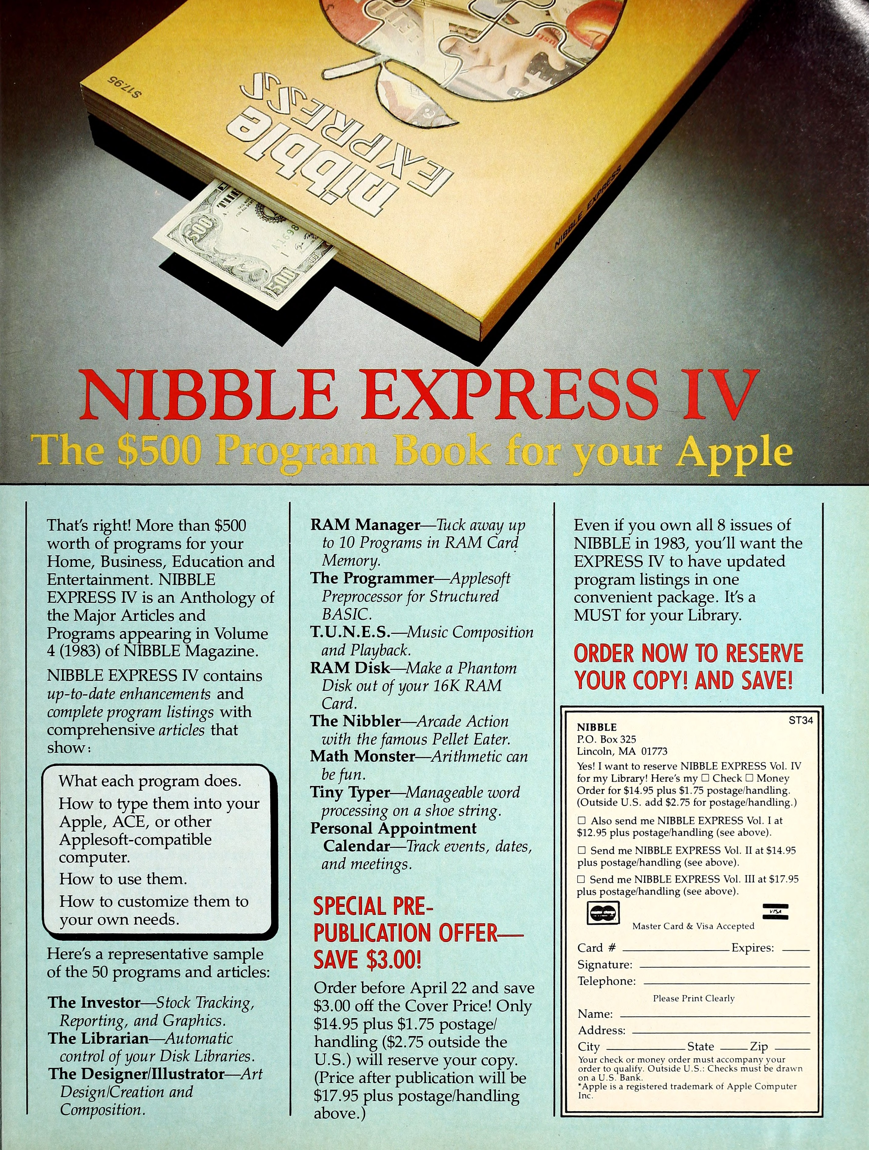 $17.95
nibble
EXPRESS
NIBBLE EXPRESS
500
500
NIBBLE EXPRESS IV
The $500 Program Book for your Apple
That's right! More than $500
worth of programs for your
Home, Business, Education and
Entertainment. NIBBLE
EXPRESS IV is an Anthology of
the Major Articles and
Programs appearing in Volume
4 (1983) of NIBBLE Magazine.
NIBBLE EXPRESS IV contains
up-to-date enhancements and
complete program listings with
comprehensive articles that
show:
What each program does.
How to type them into your
Apple, ACE, or other
Applesoft-compatible
computer.
How to use them.
How to customize them to
your own needs.
Here's a representative sample
of the 50 programs and articles:
The Investor—Stock Tracking,
Reporting, and Graphics.
The Librarian—Automatic
control of your Disk Libraries.
The Designer/Illustrator—Art
Design/Creation and
Composition.
RAM Manager—Tuck away up
to 10 Programs in RAM Card
Memory.
The Programmer—Applesoft
Preprocessor for Structured
BASIC.
T.U.N.E.S.—Music Composition
and Playback.
RAM Disk—Make a Phantom
Disk out of your 16K RAM
Card.
The Nibbler—Arcade Action
with the famous Pellet Eater.
Math Monster—Arithmetic can
be fun.
Tiny Typer—Manageable word
processing on a shoe string.
Personal Appointment
Calendar—Track events, dates,
and meetings.
SPECIAL PRE-
PUBLICATION OFFER—
SAVE $3.00!
Order before April 22 and save
$3.00 off the Cover Price! Only
$14.95 plus $1.75 postage/
handling ($2.75 outside the
U.S.) will reserve your copy.
(Price after publication will be
$17.95 plus postage/handling
above.)
Even if you own all 8 issues of
NIBBLE in 1983, you'll want the
EXPRESS IV to have updated
program listings in one
convenient package. It's a
MUST for your Library.
ORDER NOW TO RESERVE
YOUR COPY! AND SAVE!
ST34
NIBBLE
P.O. Box 325
Lincoln, MA 01773
Yes! I want to reserve NIBBLE EXPRESS Vol. IV
for my Library! Here's my ☐ Check ☐ Money
Order for $14.95 plus $1.75 postage/handling.
(Outside U.S. add $2.75 for postage/handling.)
☐ Also send me NIBBLE EXPRESS Vol. I at
$12.95 plus postage/handling (see above).
☐ Send me NIBBLE EXPRESS Vol. II at $14.95
plus postage/handling (see above).
☐ Send me NIBBLE EXPRESS Vol. III at $17.95
plus postage/handling (see above).
VISA
Master Card & Visa Accepted
Card # Expires:
Signature:
Telephone:
Please Print Clearly
Name:
Address:
City State Zip
Your check or money order must accompany your
order to qualify. Outside U.S.: Checks must be drawn
on a U.S. Bank.
*Apple is a registered trademark of Apple Computer
Inc.